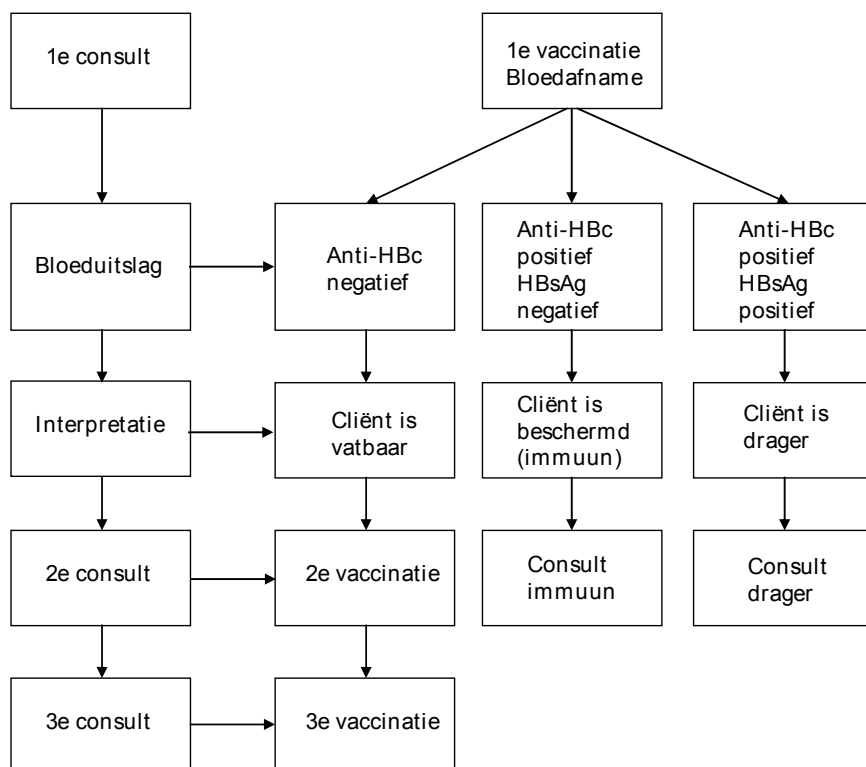 1e consult
1e vaccinatie
Bloedafname
Bloeduitslag
Anti-HBc
negatief
Anti-HBc
positief
HBsAg
negatief
Anti-HBc
positief
HBsAg
positief
Interpretatie
Cliënt is
vatbaar
Cliënt is
beschermd
(immuun)
Cliënt is
drager
2e consult
2e vaccinatie
Consult
immuun
Consult
drager
3e consult
3e vaccinatie